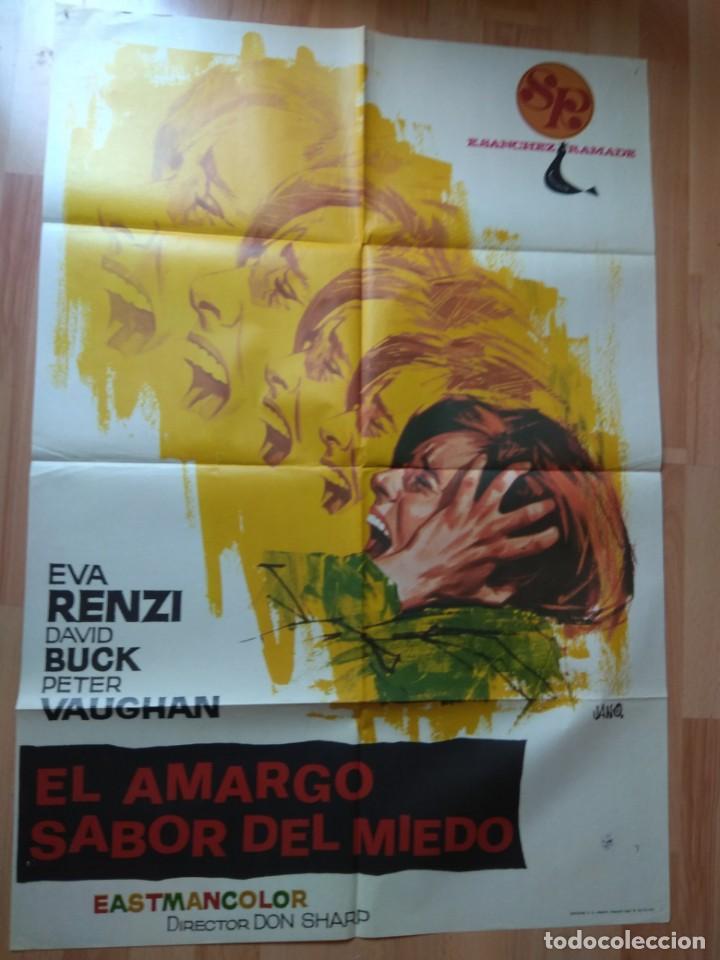 SR
E.SANCHEZ RAMADE
EVA
RENZI
DAVID
BUCK
PETER
VAUGHAN
JANO.
EL AMARGO
SABOR DEL MIEDO
EASTMANCOLOR
DIRECTOR DON SHARP
todocoleccion